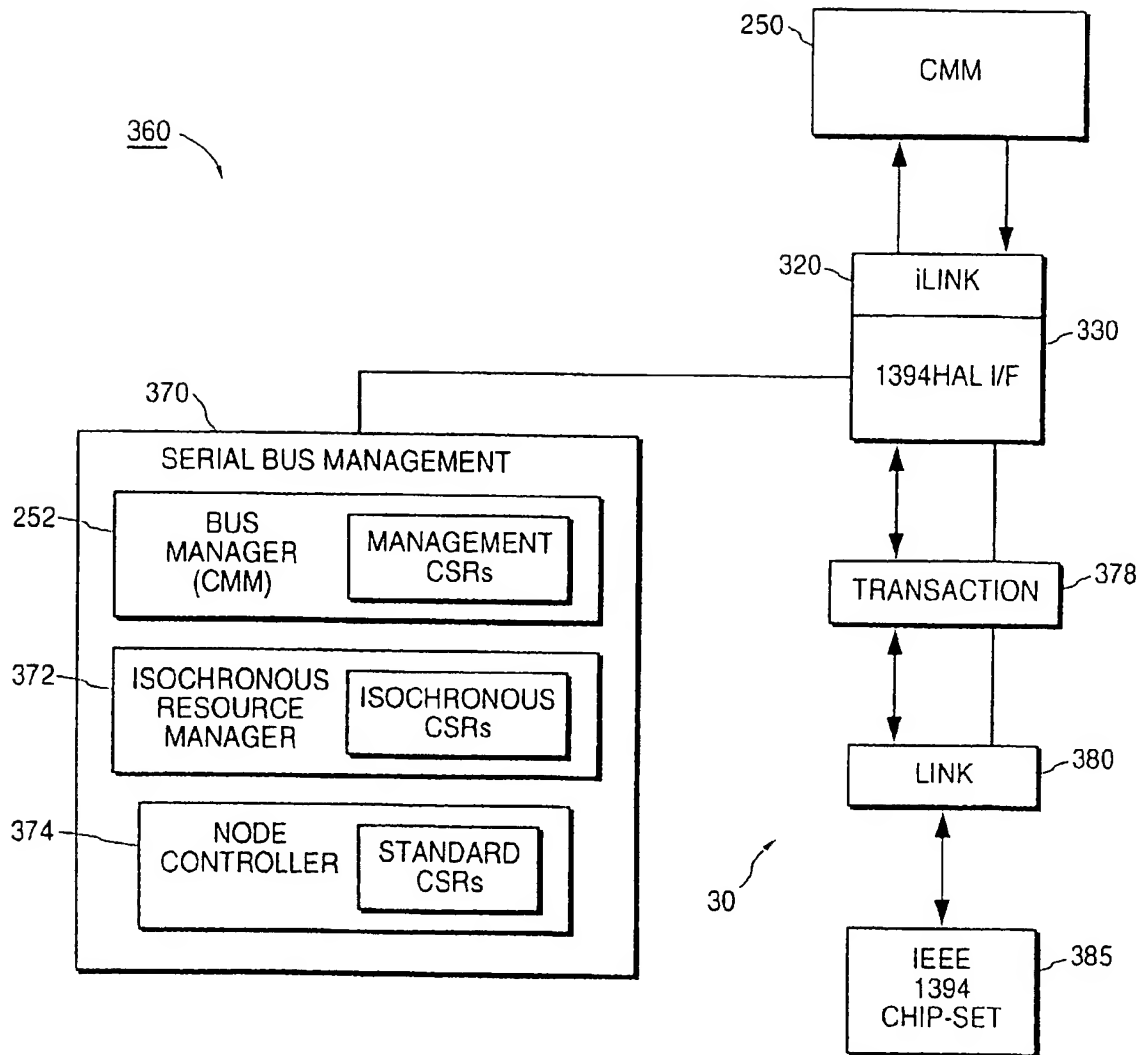 250
CMM
360
320
iLINK
330
1394HAL I/F
370
SERIAL BUS MANAGEMENT
252
BUS
MANAGER
(CMM)
MANAGEMENT
CSRs
TRANSACTION
378
372
ISOCHRONOUS
RESOURCE
MANAGER
ISOCHRONOUS
CSRs
LINK
380
374
NODE
CONTROLLER
STANDARD
CSRs
30
IEEE
1394
CHIP-SET
385